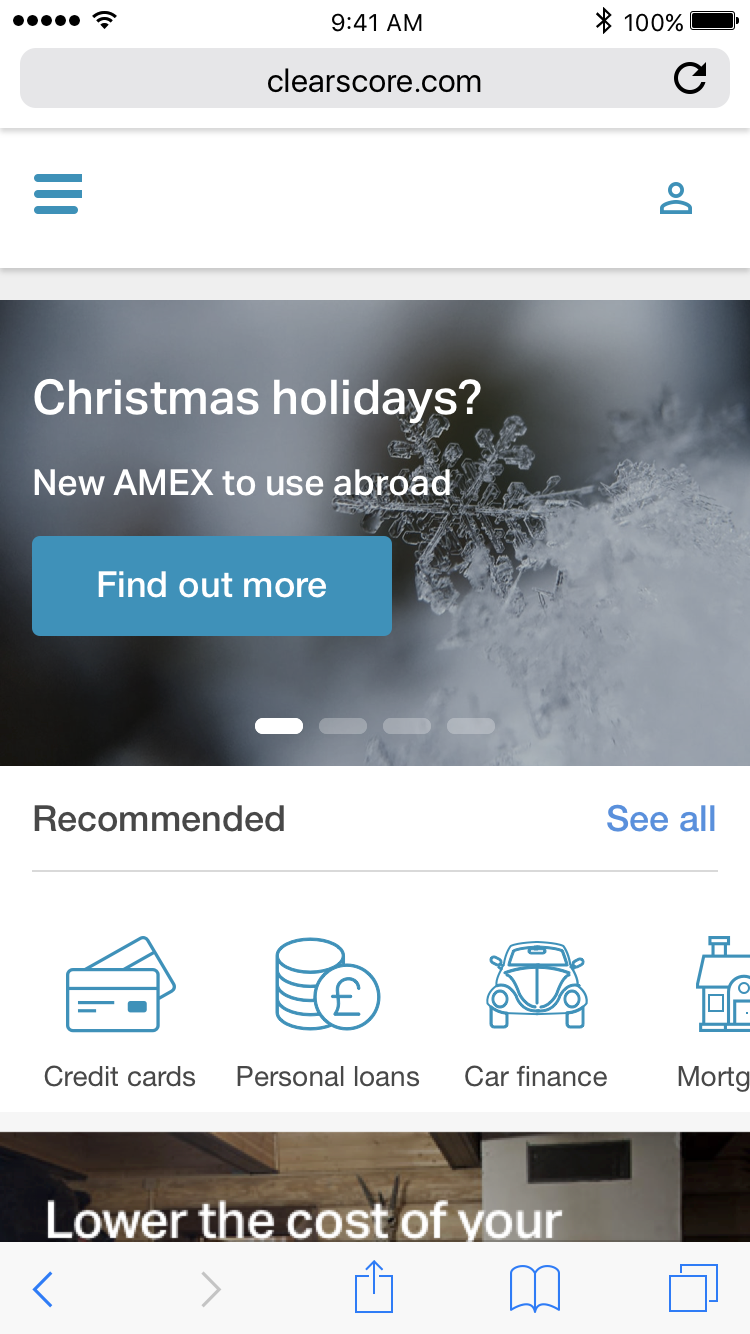 9:41 AM
100%
clearscore.com
Christmas holidays?
New AMEX to use abroad
Find out more
Recommended
See all
£
Credit cards
Personal loans
Car finance
Mortg
Lower the cost of your